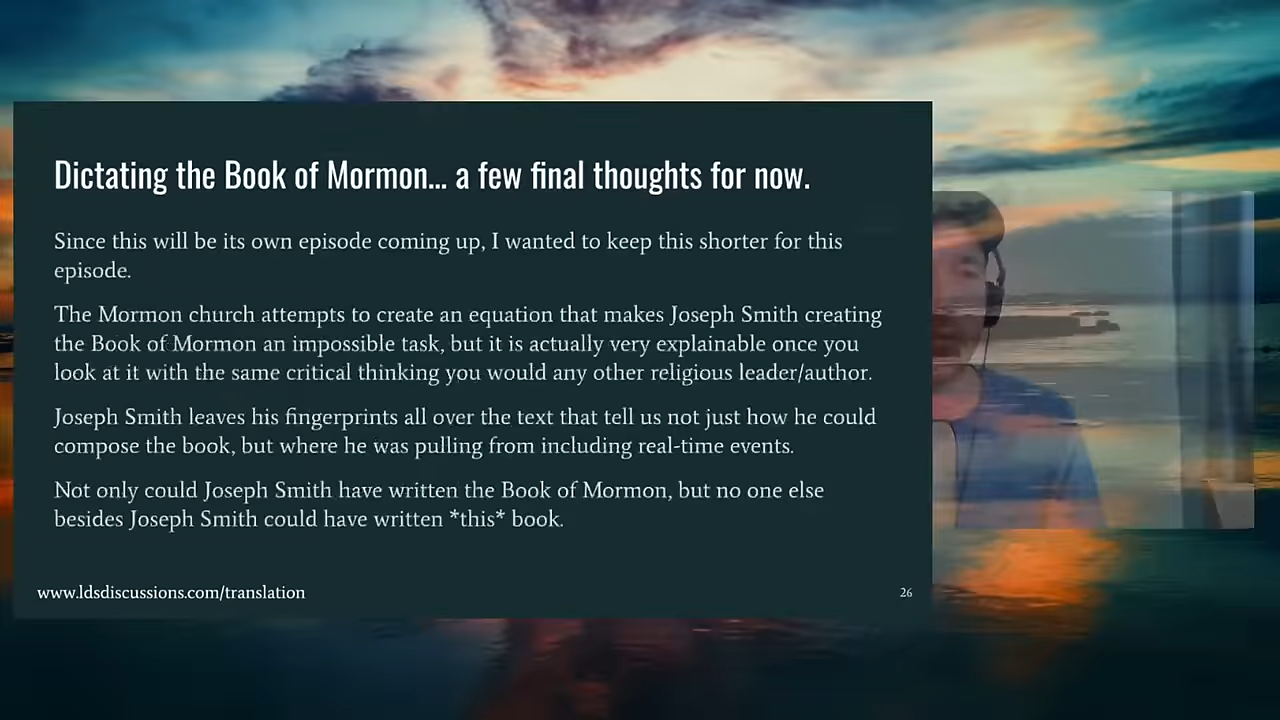 Dictating the Book of Mormon... a few final thoughts for now.
Since this will be its own episode coming up, I wanted to keep this shorter for this
episode.
The Mormon church attempts to create an equation that makes Joseph Smith creating
the Book of Mormon an impossible task, but it is actually very explainable once you
look at it with the same critical thinking you would any other religious leader/author.
Joseph Smith leaves his fingerprints all over the text that tell us not just how he could
compose the book, but where he was pulling from including real-time events.
Not only could Joseph Smith have written the Book of Mormon, but no one else
besides Joseph Smith could have written *this* book.
www.ldsdiscussions.com/translation
26